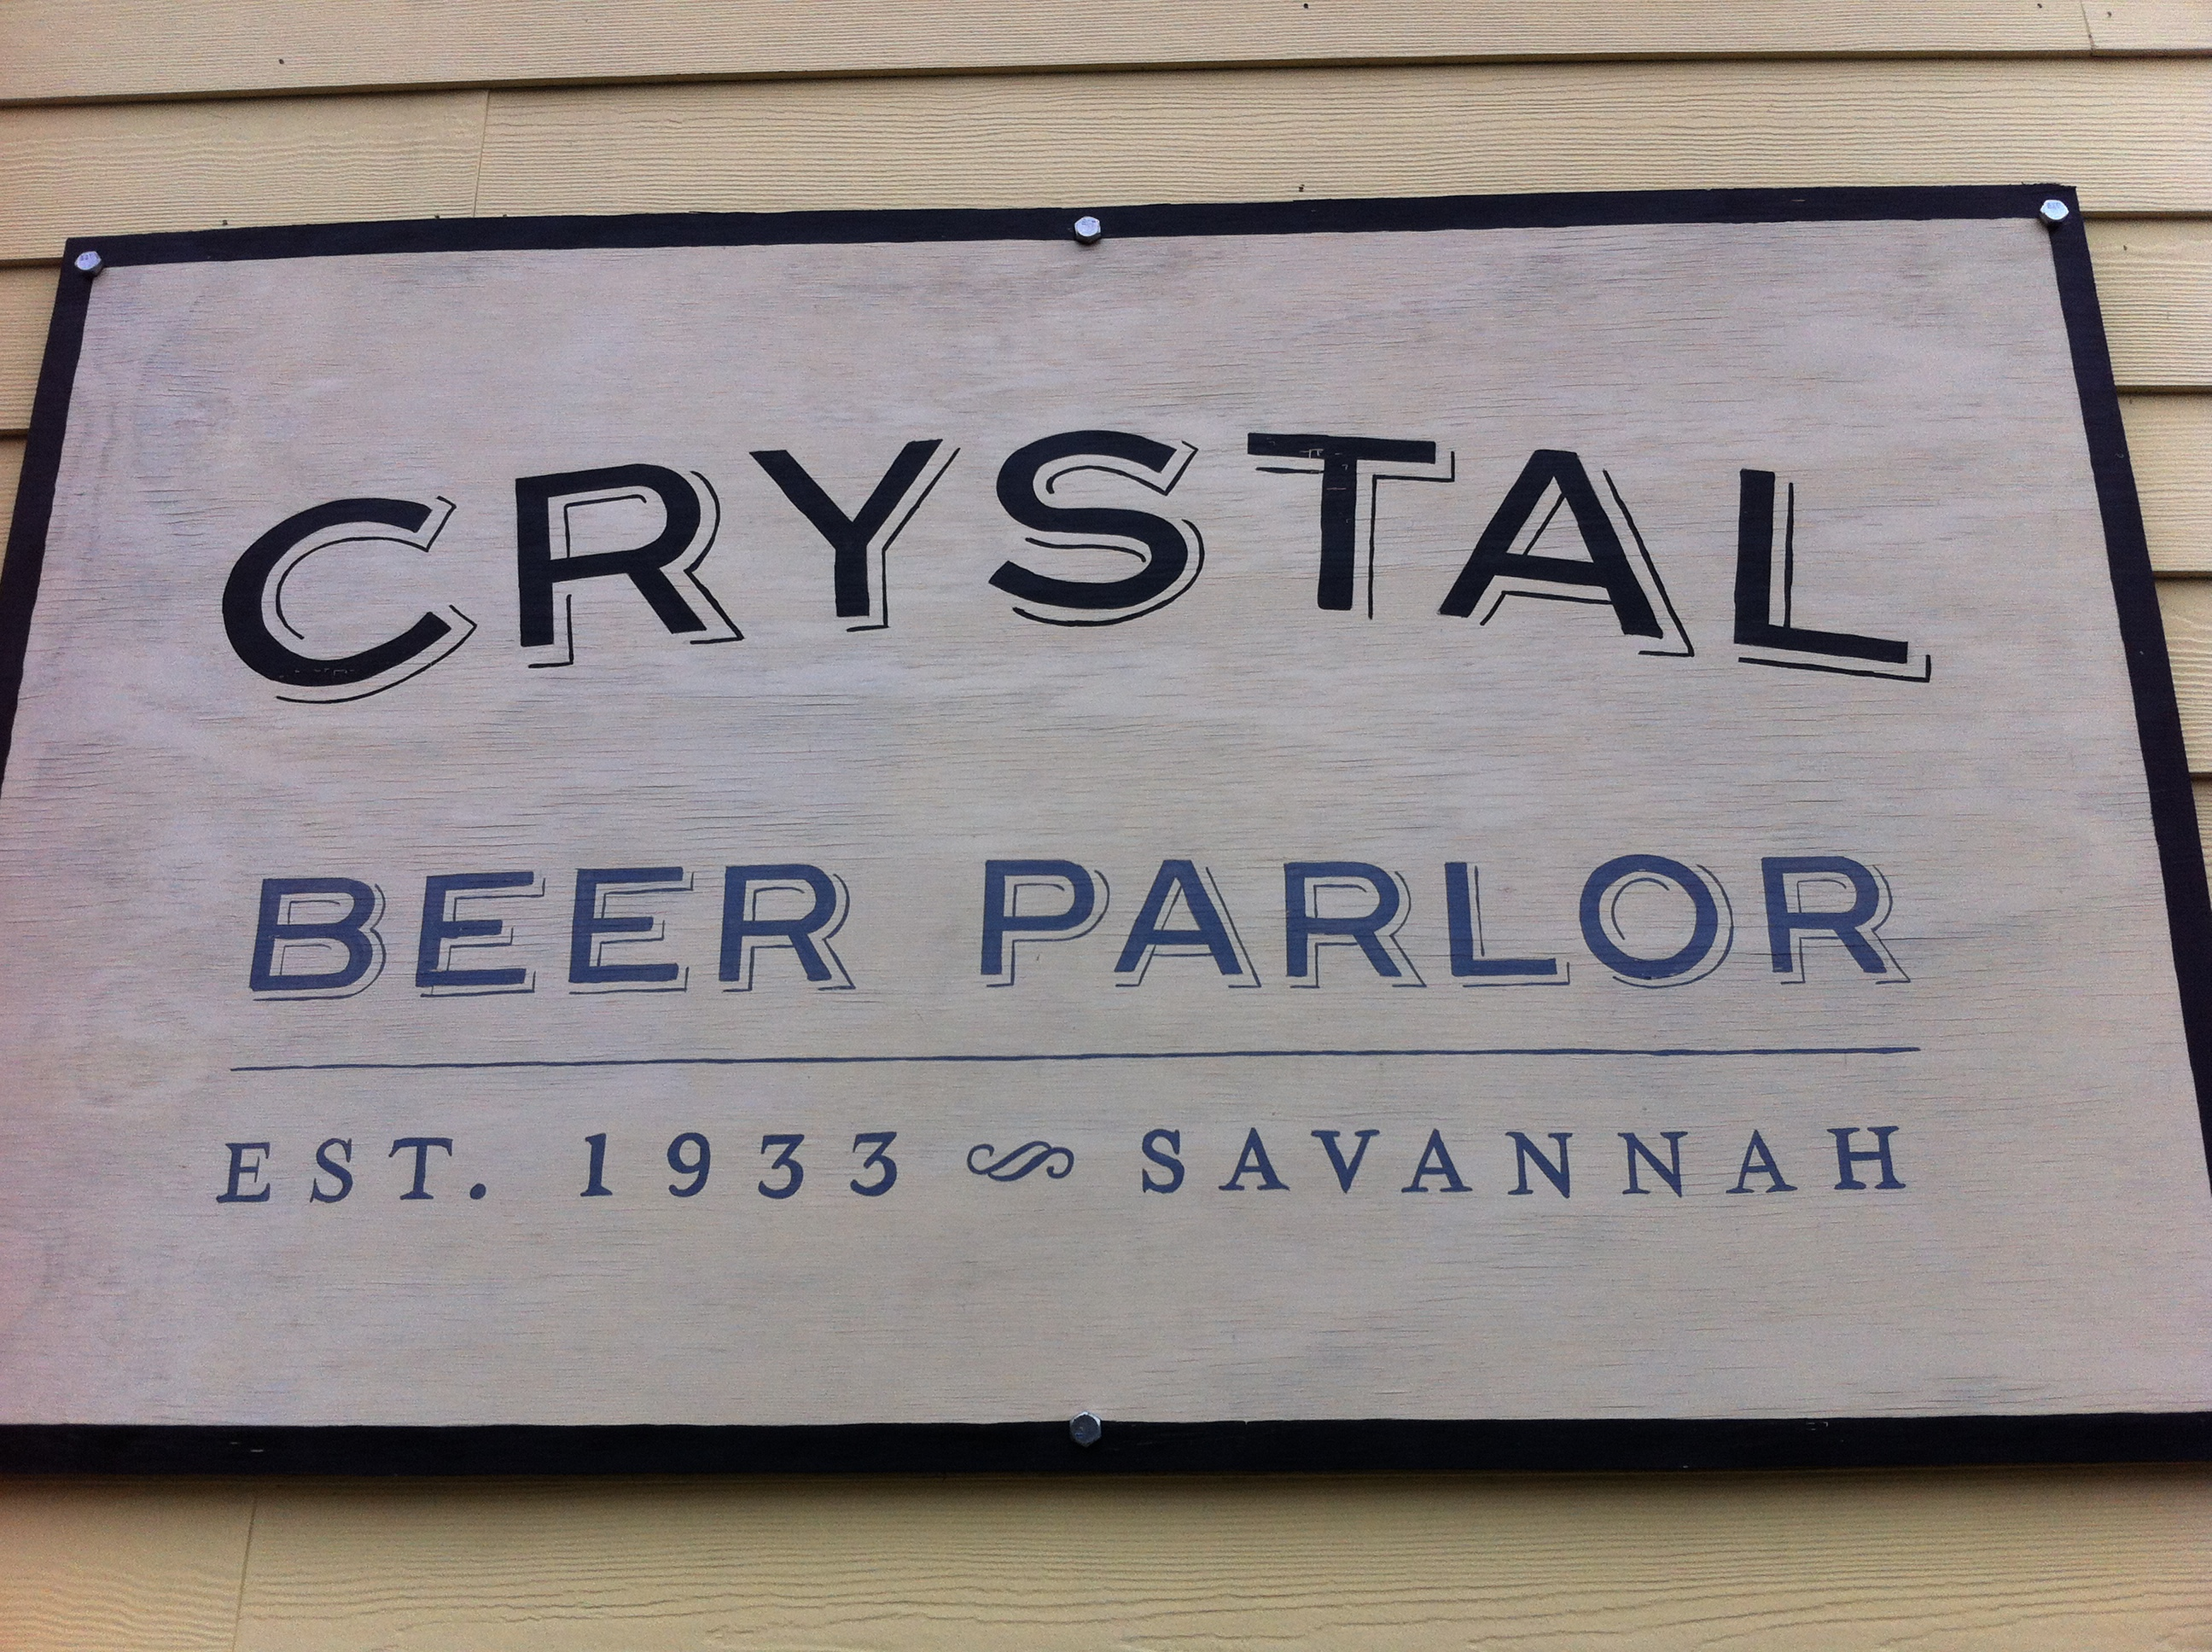 CRYSTAL
BEER PARLOR
EST. 1933 SAVANNAH